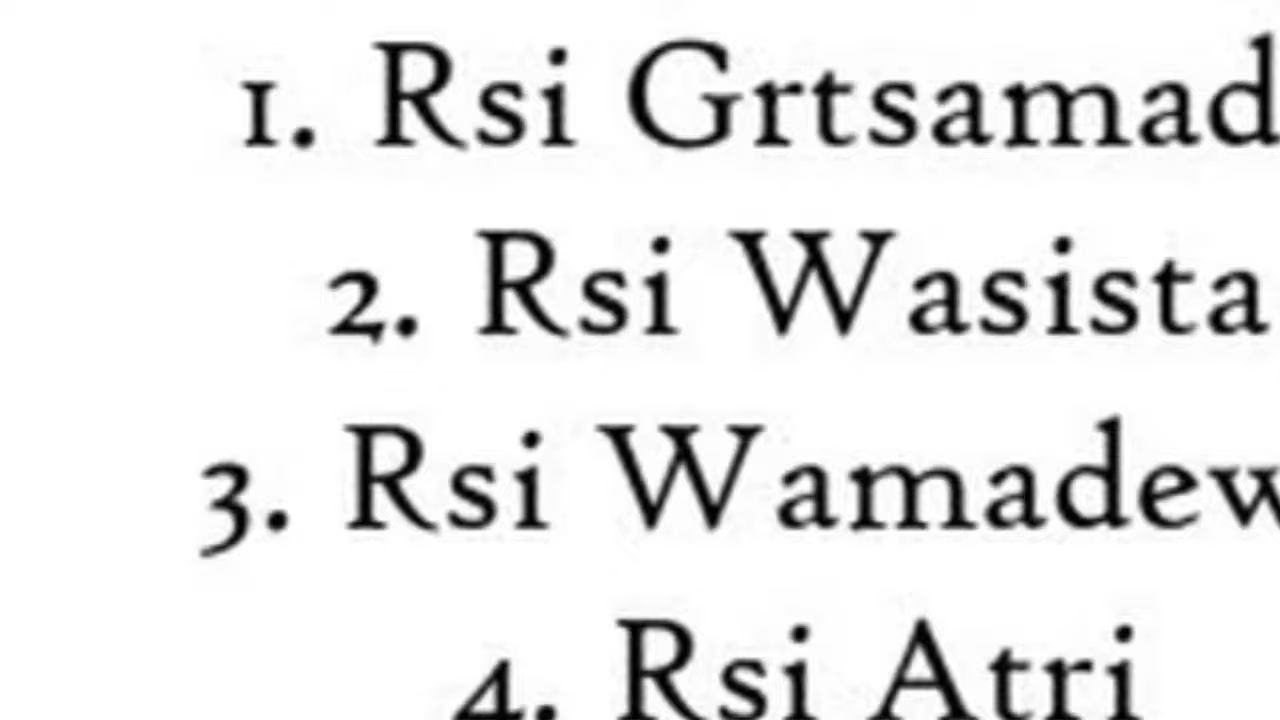 1. Rsi Grtsamad
2. Rsi Wasista
3. Rsi Wamadew
4. Rsi Atri